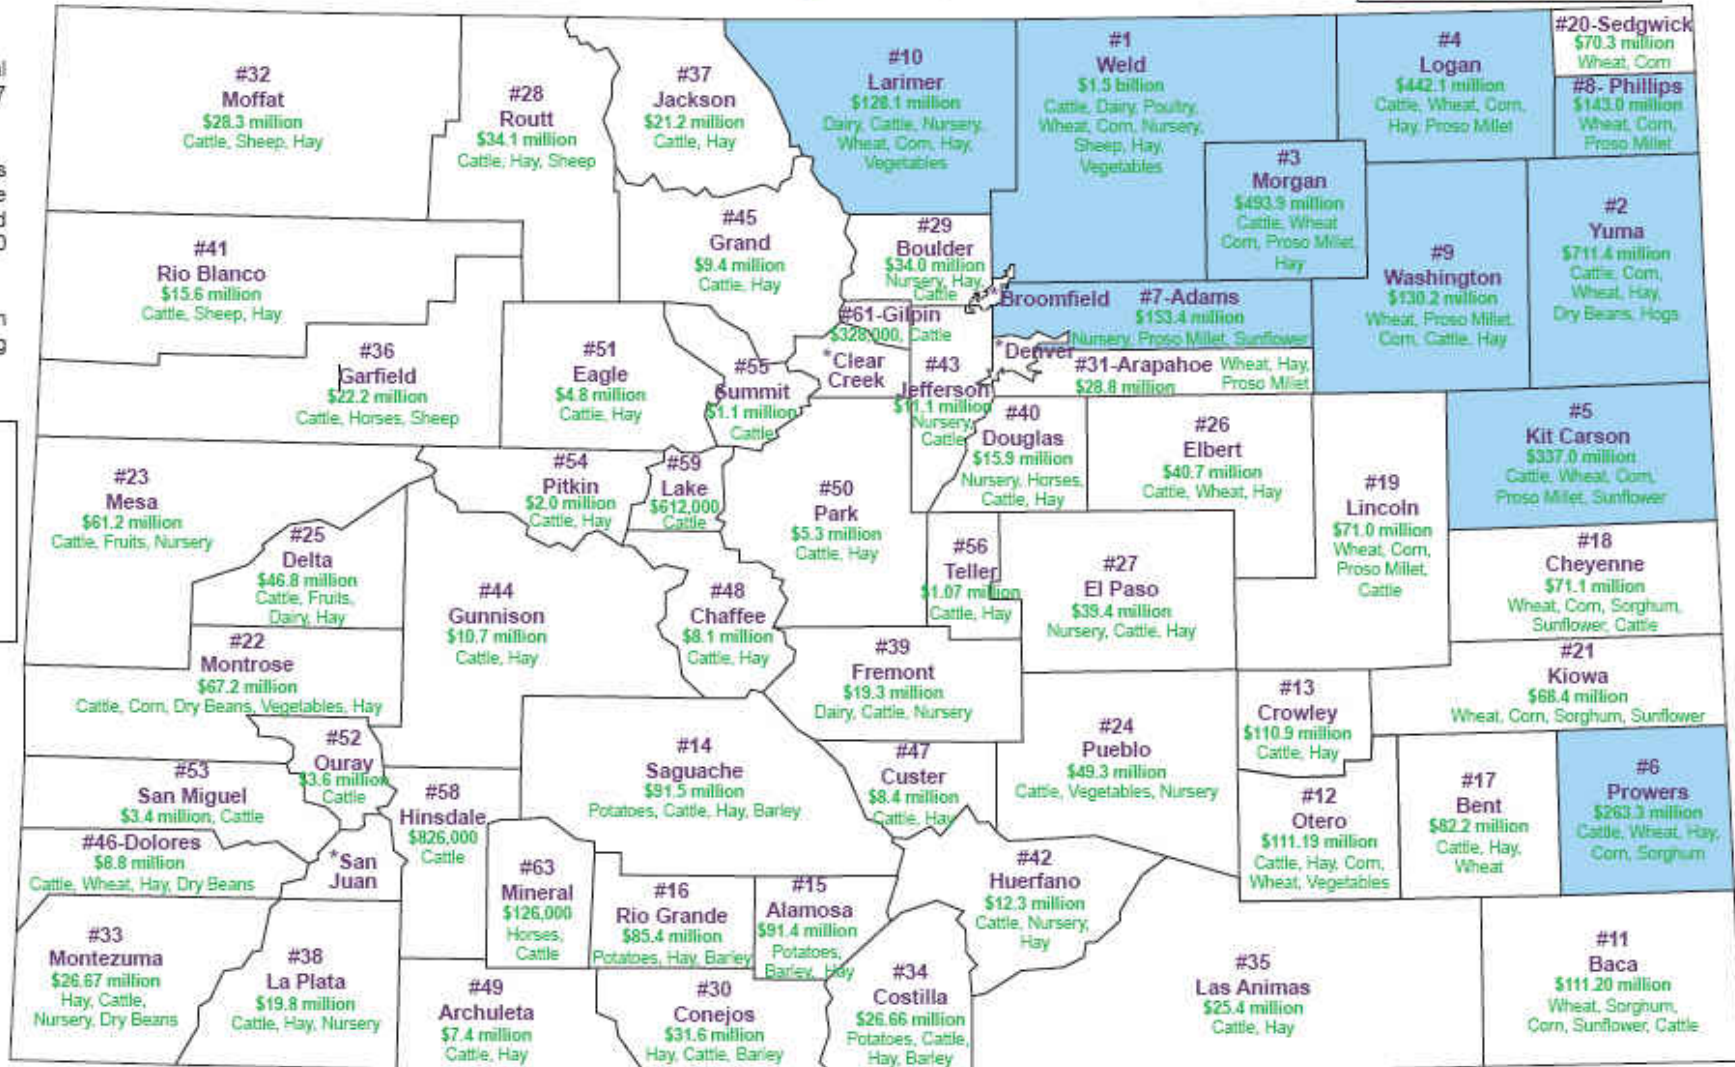 al
7
s
e
d
0
n
g
#32
Moffat
$28.3 million
Cattle, Sheep, Hay
#28
Routt
$34.1 million
Cattle, Hay, Sheep
#37
Jackson
$21.2 million
Cattle, Hay
#10
Larimer
$128.1 million
Dairy, Cattle, Nursery,
Wheat, Corn, Hay,
Vegetables
#1
Weld
$1.5 billion
Cattle, Dairy, Poultry,
Wheat, Corn, Nursery,
Sheep, Hay,
Vegetables
#4
Logan
$442.1 million
Cattle, Wheat, Corn,
Hay, Proso Millet
#20-Sedgwick
$70.3 million
Wheat, Corn
#8- Phillips
$143.0 million
Wheat, Corn,
Proso Millet
#3
Morgan
$493.9 million
Cattle, Wheat
Corn, Proso Millet,
Hay
#9
Washington
$130.2 million
Wheat, Proso Millet,
Corn, Cattle, Hay
#2
Yuma
$711.4 million
Cattle, Corn,
Wheat, Hay,
Dry Beans, Hogs
#41
Rio Blanco
$15.6 million
Cattle, Sheep, Hay
#45
Grand
$9.4 million
Cattle, Hay
#29
Boulder
$34.0 million
Nursery, Hay,
Cattle
*Broomfield
#7-Adams
$153.4 million
Nursery, Proso Millet, Sunflower
#61-Gilpin
$328,000, Cattle
*Clear
Creek
#43
Jefferson
$11.1 million
Nursery,
Cattle
*Denver
#31-Arapahoe
$28.8 million
Wheat, Hay,
Proso Millet
#36
Garfield
$22.2 million
Cattle, Horses, Sheep
#51
Eagle
$4.8 million
Cattle, Hay
#55
Summit
$1.1 million
Cattle
#40
Douglas
$15.9 million
Nursery, Horses,
Cattle, Hay
#26
Elbert
$40.7 million
Cattle, Wheat, Hay
#19
Lincoln
$71.0 million
Wheat, Corn,
Proso Millet,
Cattle
#5
Kit Carson
$337.0 million
Cattle, Wheat, Corn,
Proso Millet, Sunflower
#23
Mesa
$61.2 million
Cattle, Fruits, Nursery
#54
Pitkin
$2.0 million
Cattle, Hay
#59
Lake
$612,000
Cattle
#50
Park
$5.3 million
Cattle, Hay
#25
Delta
$46.8 million
Cattle, Fruits,
Dairy, Hay
#44
Gunnison
$10.7 million
Cattle, Hay
#48
Chaffee
$8.1 million
Cattle, Hay
#56
Teller
$1.07 million
Cattle, Hay
#27
El Paso
$39.4 million
Nursery, Cattle, Hay
#18
Cheyenne
$71.1 million
Wheat, Corn, Sorghum,
Sunflower, Cattle
#22
Montrose
$67.2 million
Cattle, Corn, Dry Beans, Vegetables, Hay
#39
Fremont
$19.3 million
Dairy, Cattle, Nursery
#21
Kiowa
$68.4 million
Wheat, Corn, Sorghum, Sunflower
#13
Crowley
$110.9 million
Cattle, Hay
#24
Pueblo
$49.3 million
Cattle, Vegetables, Nursery
#52
Ouray
$3.6 million
Cattle
#53
San Miguel
$3.4 million, Cattle
#58
Hinsdale
$826,000
Cattle
#14
Saguache
$91.5 million
Potatoes, Cattle, Hay, Barley
#47
Custer
$8.4 million
Cattle, Hay
#12
Otero
$111.19 million
Cattle, Hay, Corn,
Wheat, Vegetables
#17
Bent
$82.2 million
Cattle, Hay,
Wheat
#6
Prowers
$263.3 million
Cattle, Wheat, Hay,
Corn, Sorghum
#46-Dolores
$8.8 million
Cattle, Wheat, Hay, Dry Beans
*San
Juan
#63
Mineral
$126,000
Horses,
Cattle
#16
Rio Grande
$85.4 million
Potatoes, Hay, Barley
#15
Alamosa
$91.4 million
Potatoes,
Barley, Hay
#42
Huerfano
$12.3 million
Cattle, Nursery,
Hay
#33
Montezuma
$26.67 million
Hay, Cattle,
Nursery, Dry Beans
#38
La Plata
$19.8 million
Cattle, Hay, Nursery
#49
Archuleta
$7.4 million
Cattle, Hay
#30
Conejos
$31.6 million
Hay, Cattle, Barley
#34
Costilla
$26.66 million
Potatoes, Cattle,
Hay, Barley
#35
Las Animas
$25.4 million
Cattle, Hay
#11
Baca
$111.20 million
Wheat, Sorghum,
Corn, Sunflower, Cattle